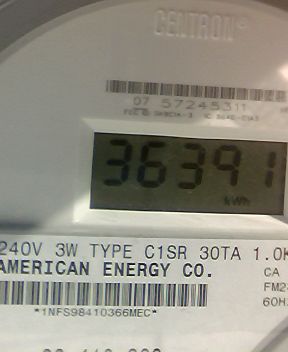 CENTRON®
07 57245311
36391
kWh
240V 3W TYPE C1SR 30TA 1.0K
AMERICAN ENERGY CO.
CA
FM2
60H
*1NFS98410366MEC*